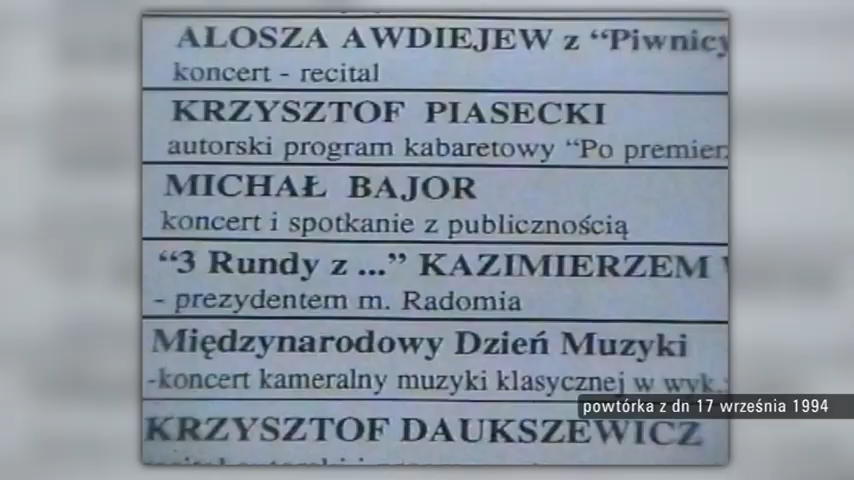 ALOSZA AWDIEJEW z “Piwnicy
koncert - recital
KRZYSZTOF PIASECKI
autorski program kabaretowy “Po premier
MICHAŁ BAJOR
koncert i spotkanie z publicznością
“3 Rundy z ...” KAZIMIERZEM
- prezydentem m. Radomia
Międzynarodowy Dzień Muzyki
-koncert kameralny muzyki klasycznej w wyk.
powtórka z dn 17 września 1994
KRZYSZTOF DAUKSZEWICZ